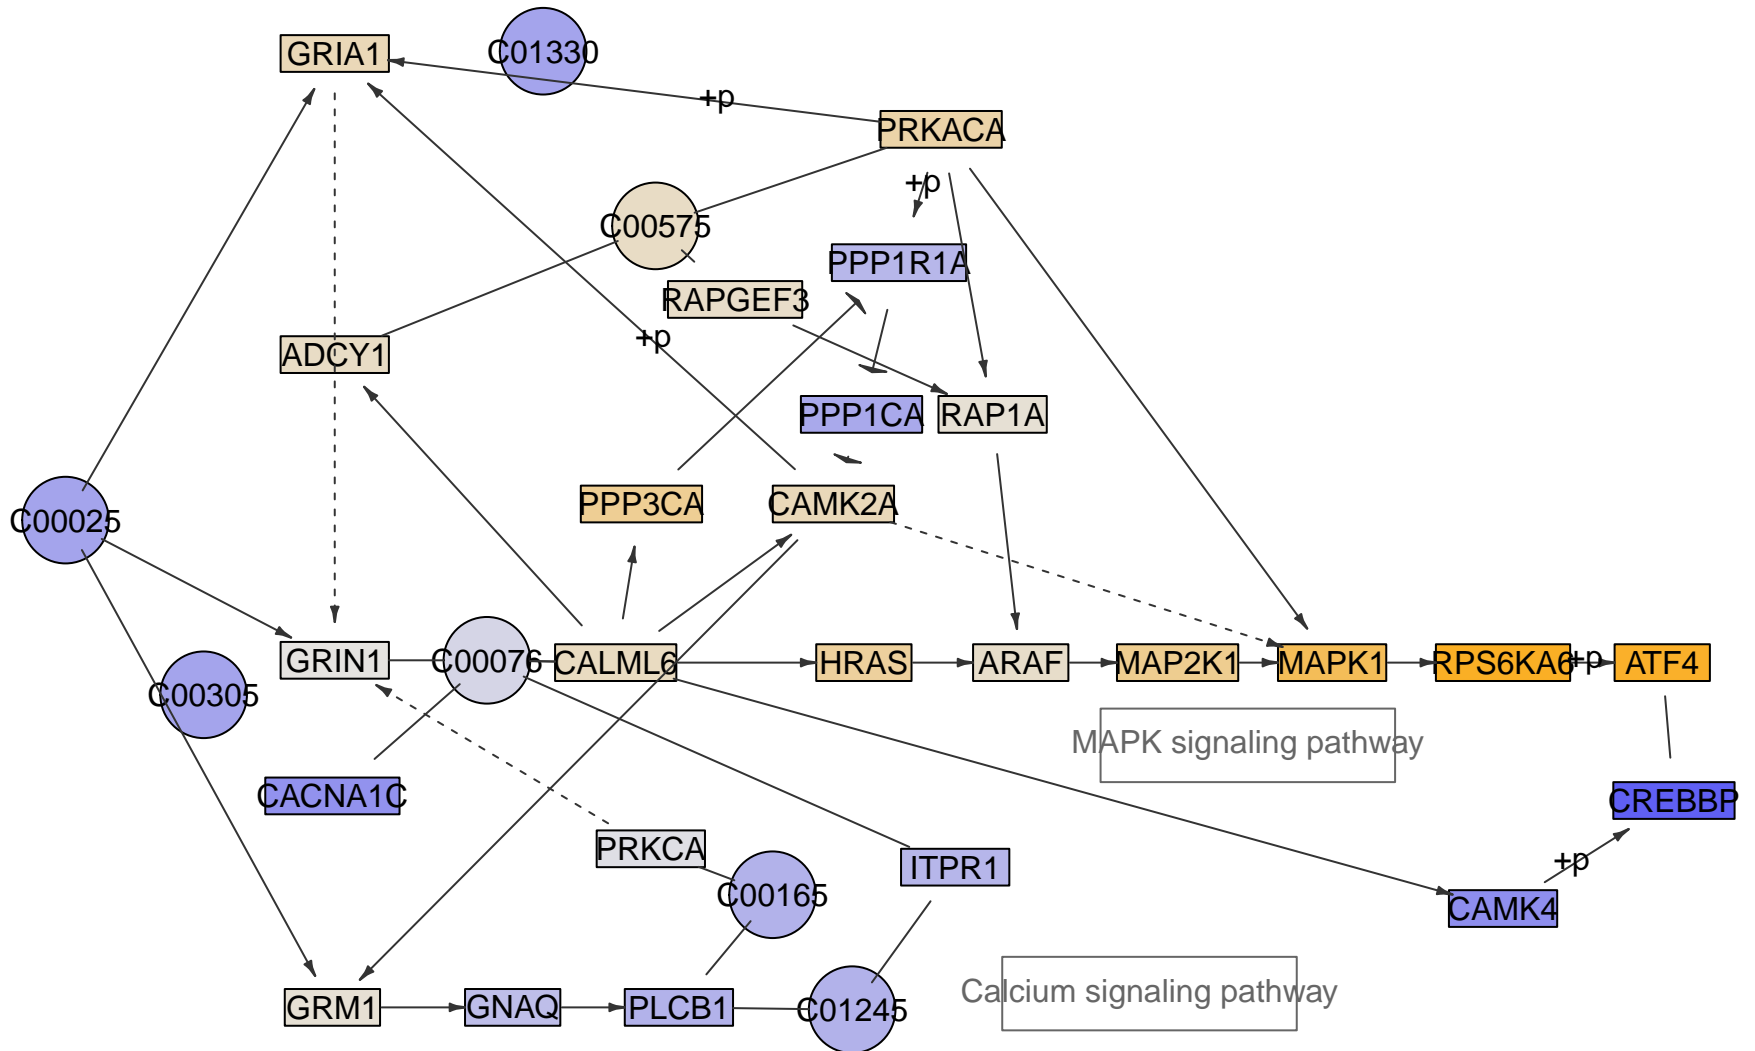 GRIA1
C01330
+p
PRKACA
+p
C00575
PPP1R1A
RAPGEF3
+p
ADCY1
PPP1CA
RAP1A
PPP3CA
CAMK2A
C00025
GRIN1
C00076
CALML6
HRAS
ARAF
MAP2K1
MAPK1
RPS6KA6
+p
ATF4
C00305
MAPK signaling pathway
CACNA1C
CREBBP
PRKCA
ITPR1
+p
C00165
CAMK4
Calcium signaling pathway
GRM1
GNAQ
PLCB1
C01245